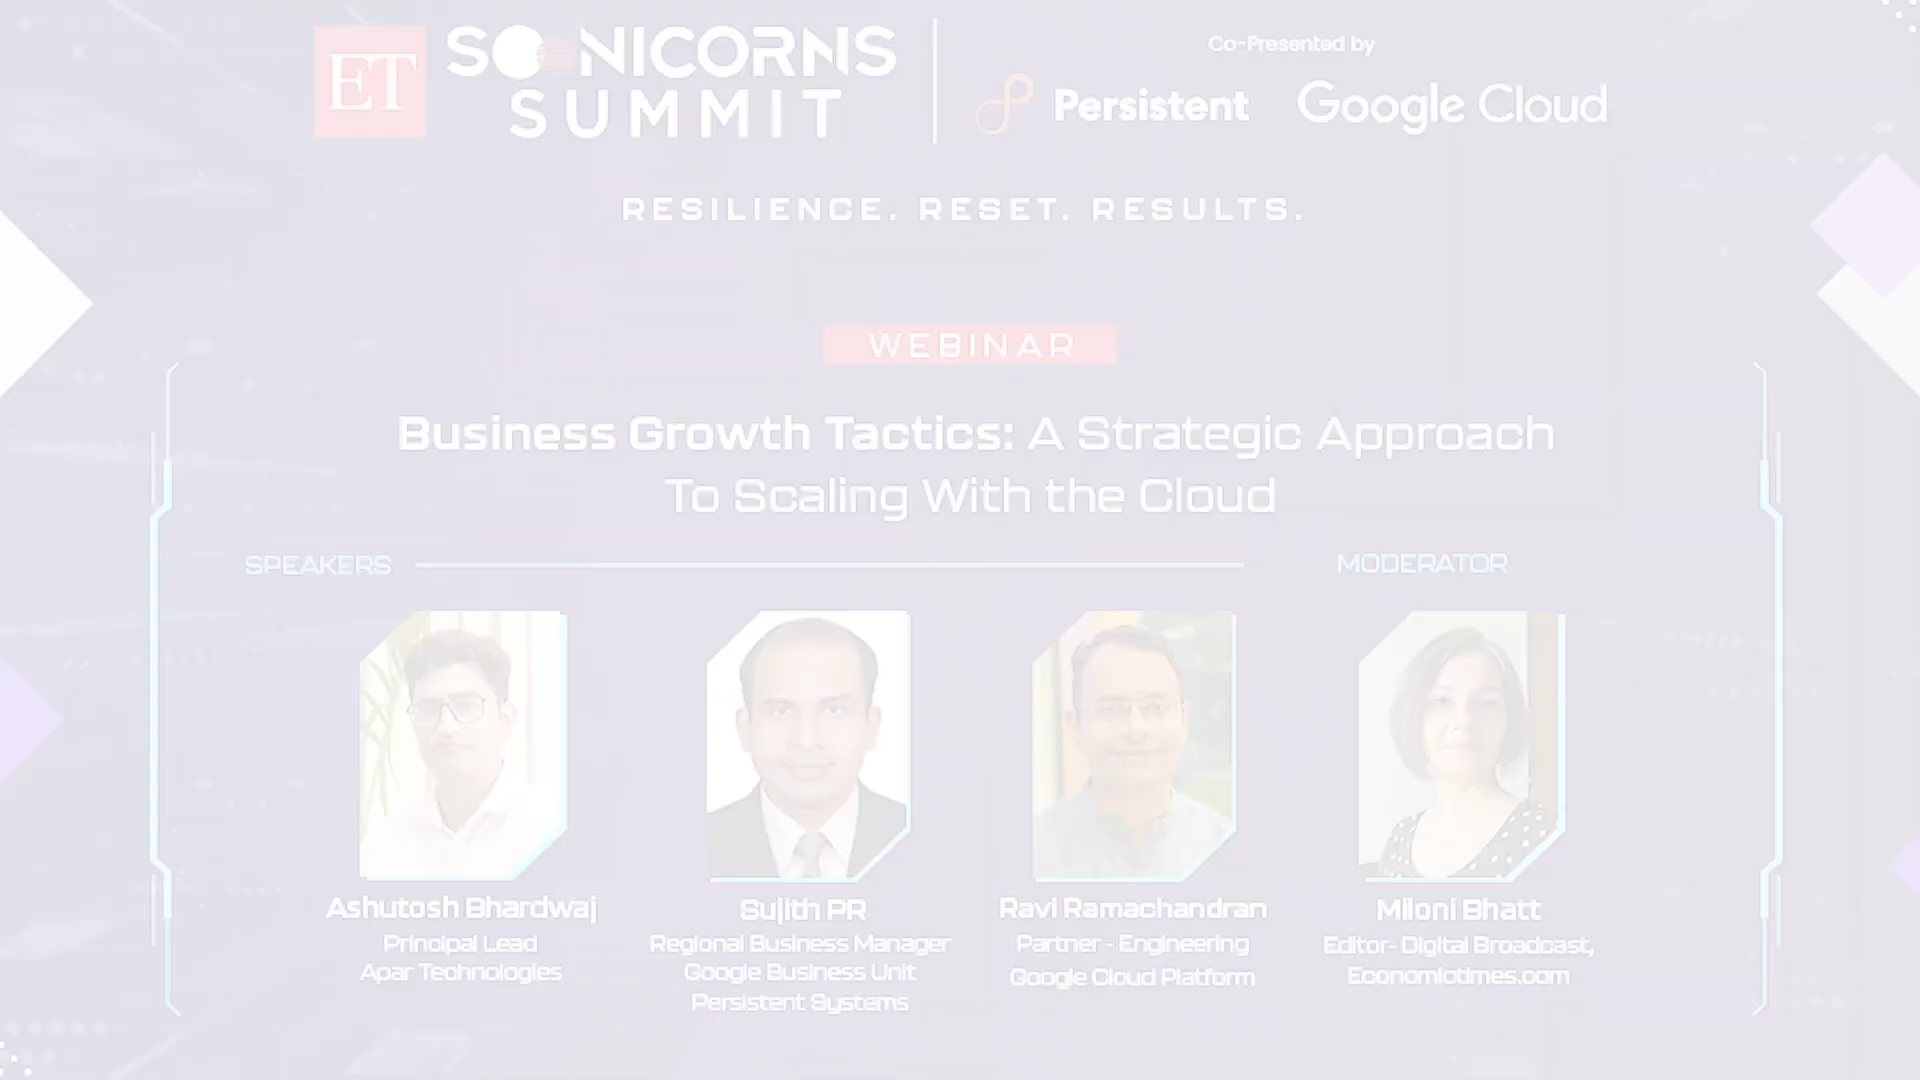 ET
SOONICORNS
SUMMIT
Co-Presented by
Persistent
Google Cloud
RESILIENCE. RESET. RESULTS.
WEBINAR
Business Growth Tactics: A Strategic Approach
To Scaling With the Cloud
SPEAKERS
MODERATOR
Ashutosh Bhardwaj
Principal Lead
Apar Technologies
Sujith PR
Regional Business Manager
Google Business Unit
Persistent Systems
Ravi Ramachandran
Partner - Engineering
Google Cloud Platform
Miloni Bhatt
Editor- Digital Broadcast,
Economictimes.com